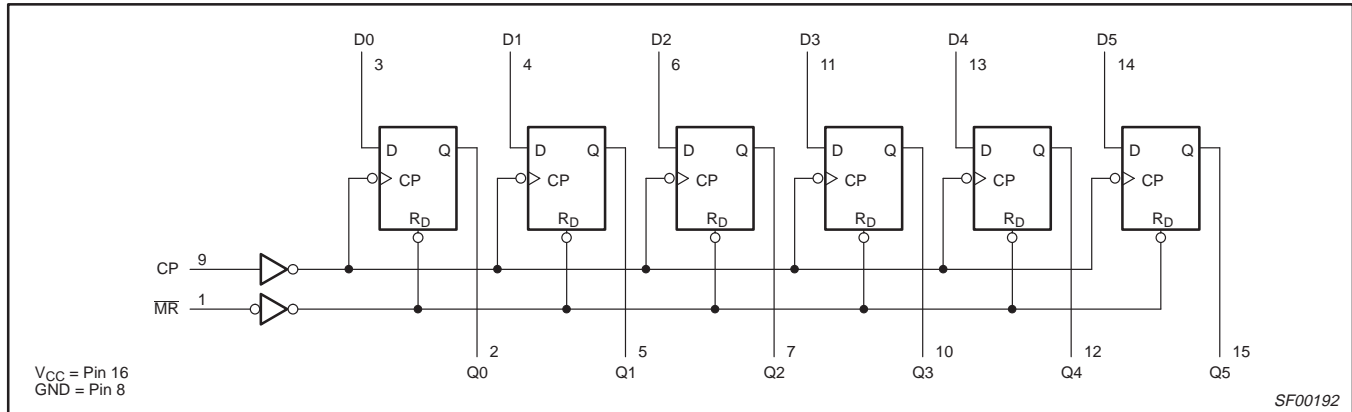 D0 D1 D2 D3 D4 D5
3 4 6 11 13 14
D Q D Q D Q D Q D Q D Q
CP CP CP CP CP CP
RD RD RD RD RD RD
CP 9
MR 1
2 5 7 10 12 15
Q0 Q1 Q2 Q3 Q4 Q5
VCC = Pin 16
GND = Pin 8
SF00192